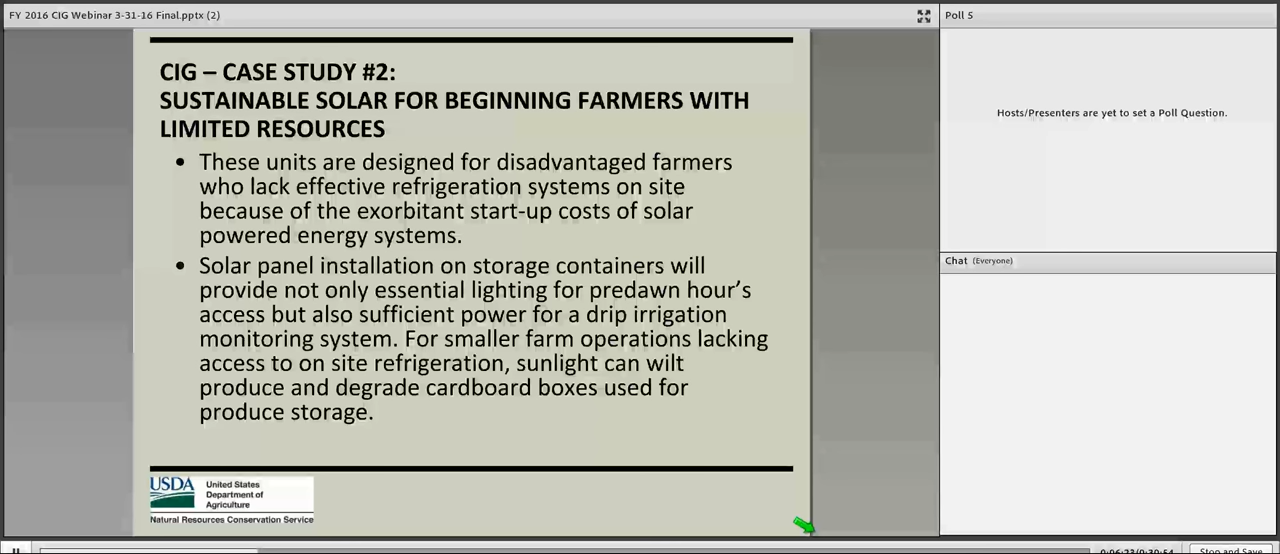 FY 2016 CIG Webinar 3-31-16 Final.pptx (2)
CIG – CASE STUDY #2:
SUSTAINABLE SOLAR FOR BEGINNING FARMERS WITH
LIMITED RESOURCES
• These units are designed for disadvantaged farmers
who lack effective refrigeration systems on site
because of the exorbitant start-up costs of solar
powered energy systems.
• Solar panel installation on storage containers will
provide not only essential lighting for predawn hour's
access but also sufficient power for a drip irrigation
monitoring system. For smaller farm operations lacking
access to on site refrigeration, sunlight can wilt
produce and degrade cardboard boxes used for
produce storage.
USDA
United States
Department of
Agriculture
Natural Resources Conservation Service
Poll 5
Hosts/Presenters are yet to set a Poll Question.
Chat (Everyone)
0:06:23/0:30:54
Stop and Save